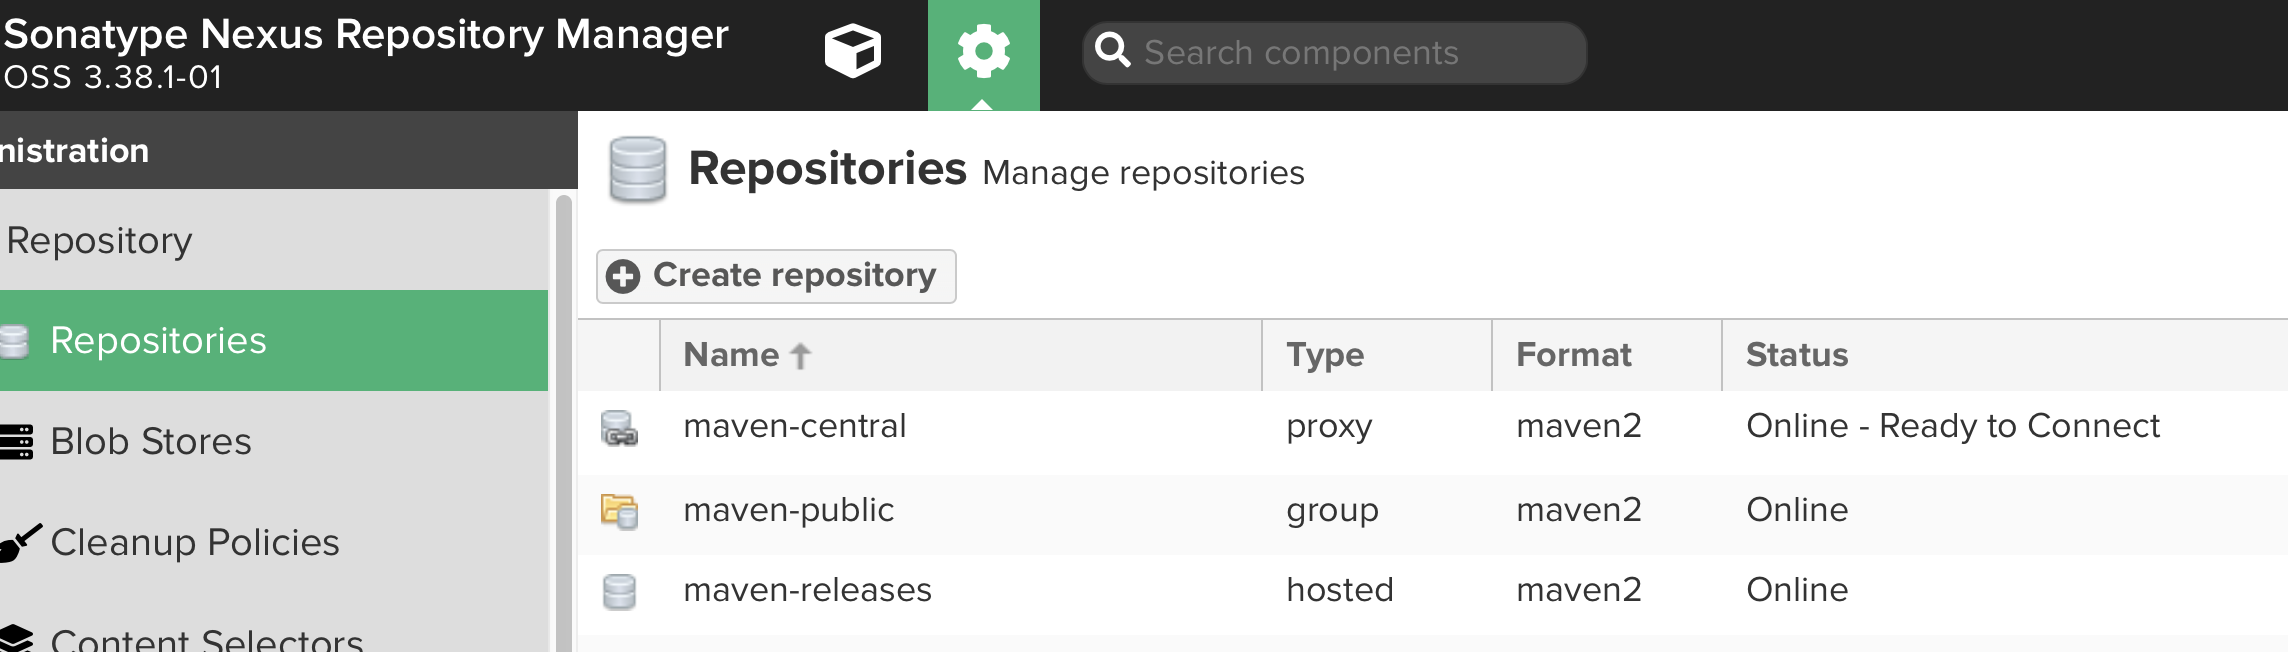 Sonatype Nexus Repository Manager
OSS 3.38.1-01
Search components
nistration
Repository
Repositories
Blob Stores
Cleanup Policies
Content Selectors
Repositories Manage repositories
Create repository
Name Type Format Status
maven-central proxy maven2 Online - Ready to Connect
maven-public group maven2 Online
maven-releases hosted maven2 Online